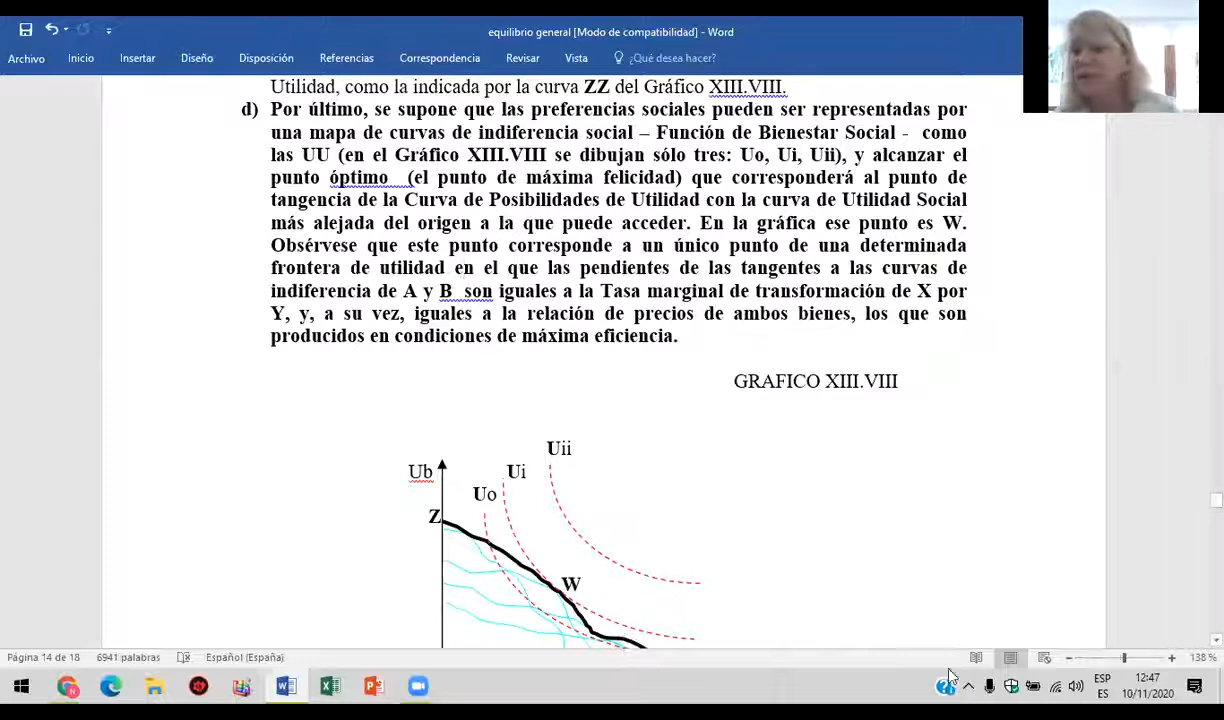 equilibrio general [Modo de compatibilidad] - Word
Archivo Inicio Insertar Diseño Disposición Referencias Correspondencia Revisar Vista ¿Qué desea hacer?
Utilidad, como la indicada por la curva ZZ del Gráfico XIII.VIII.
d) Por último, se supone que las preferencias sociales pueden ser representadas por
una mapa de curvas de indiferencia social – Función de Bienestar Social - como
las UU (en el Gráfico XIII.VIII se dibujan sólo tres: Uo, Ui, Uii), y alcanzar el
punto óptimo (el punto de máxima felicidad) que corresponderá al punto de
tangencia de la Curva de Posibilidades de Utilidad con la curva de Utilidad Social
más alejada del origen a la que puede acceder. En la gráfica ese punto es W.
Obsérvese que este punto corresponde a un único punto de una determinada
frontera de utilidad en el que las pendientes de las tangentes a las curvas de
indiferencia de A y B son iguales a la Tasa marginal de transformación de X por
Y, y, a su vez, iguales a la relación de precios de ambos bienes, los que son
producidos en condiciones de máxima eficiencia.
GRAFICO XIII.VIII
Uii
Ub
Ui
Uo
Z
W
Página 14 de 18 6941 palabras Español (España) 138 %
ESP
ES
12:47
10/11/2020